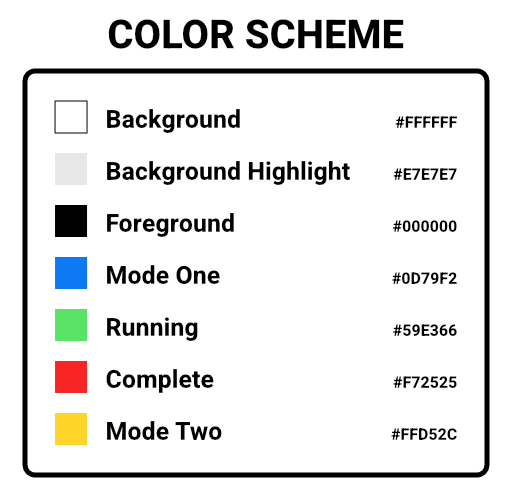 COLOR SCHEME
Background #FFFFFF
Background Highlight #E7E7E7
Foreground #000000
Mode One #0D79F2
Running #59E366
Complete #F72525
Mode Two #FFD52C